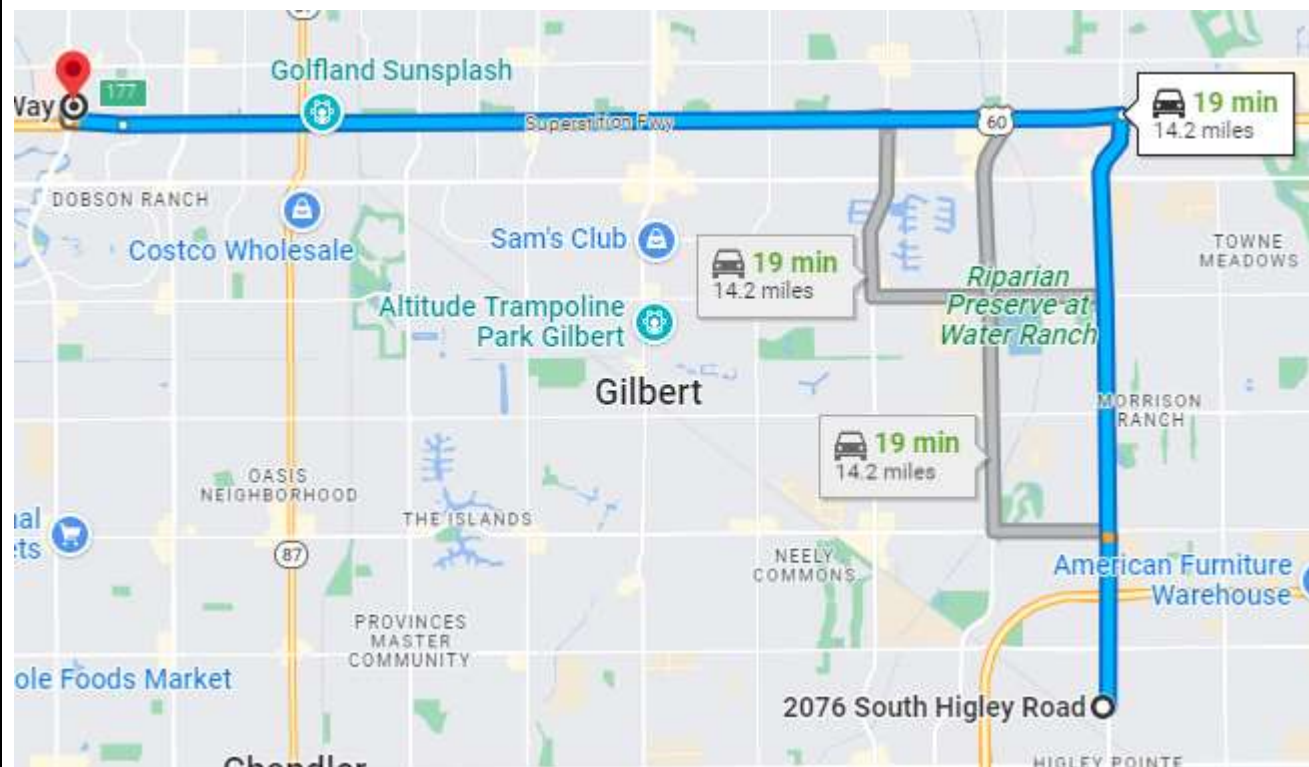 177
Way
Golfland Sunsplash
Superstition Fwy
60
19 min
14.2 miles
DOBSON RANCH
Costco Wholesale
Sam's Club
TOWNE
MEADOWS
19 min
14.2 miles
Riparian
Preserve at
Water Ranch
Altitude Trampoline
Park Gilbert
Gilbert
MORRISON
RANCH
19 min
14.2 miles
OASIS
NEIGHBORHOOD
THE ISLANDS
al
ets
87
NEELY
COMMONS
American Furniture
Warehouse
PROVINCES
MASTER
COMMUNITY
ole Foods Market
2076 South Higley Road
Chandler
HIGLEY POINTE